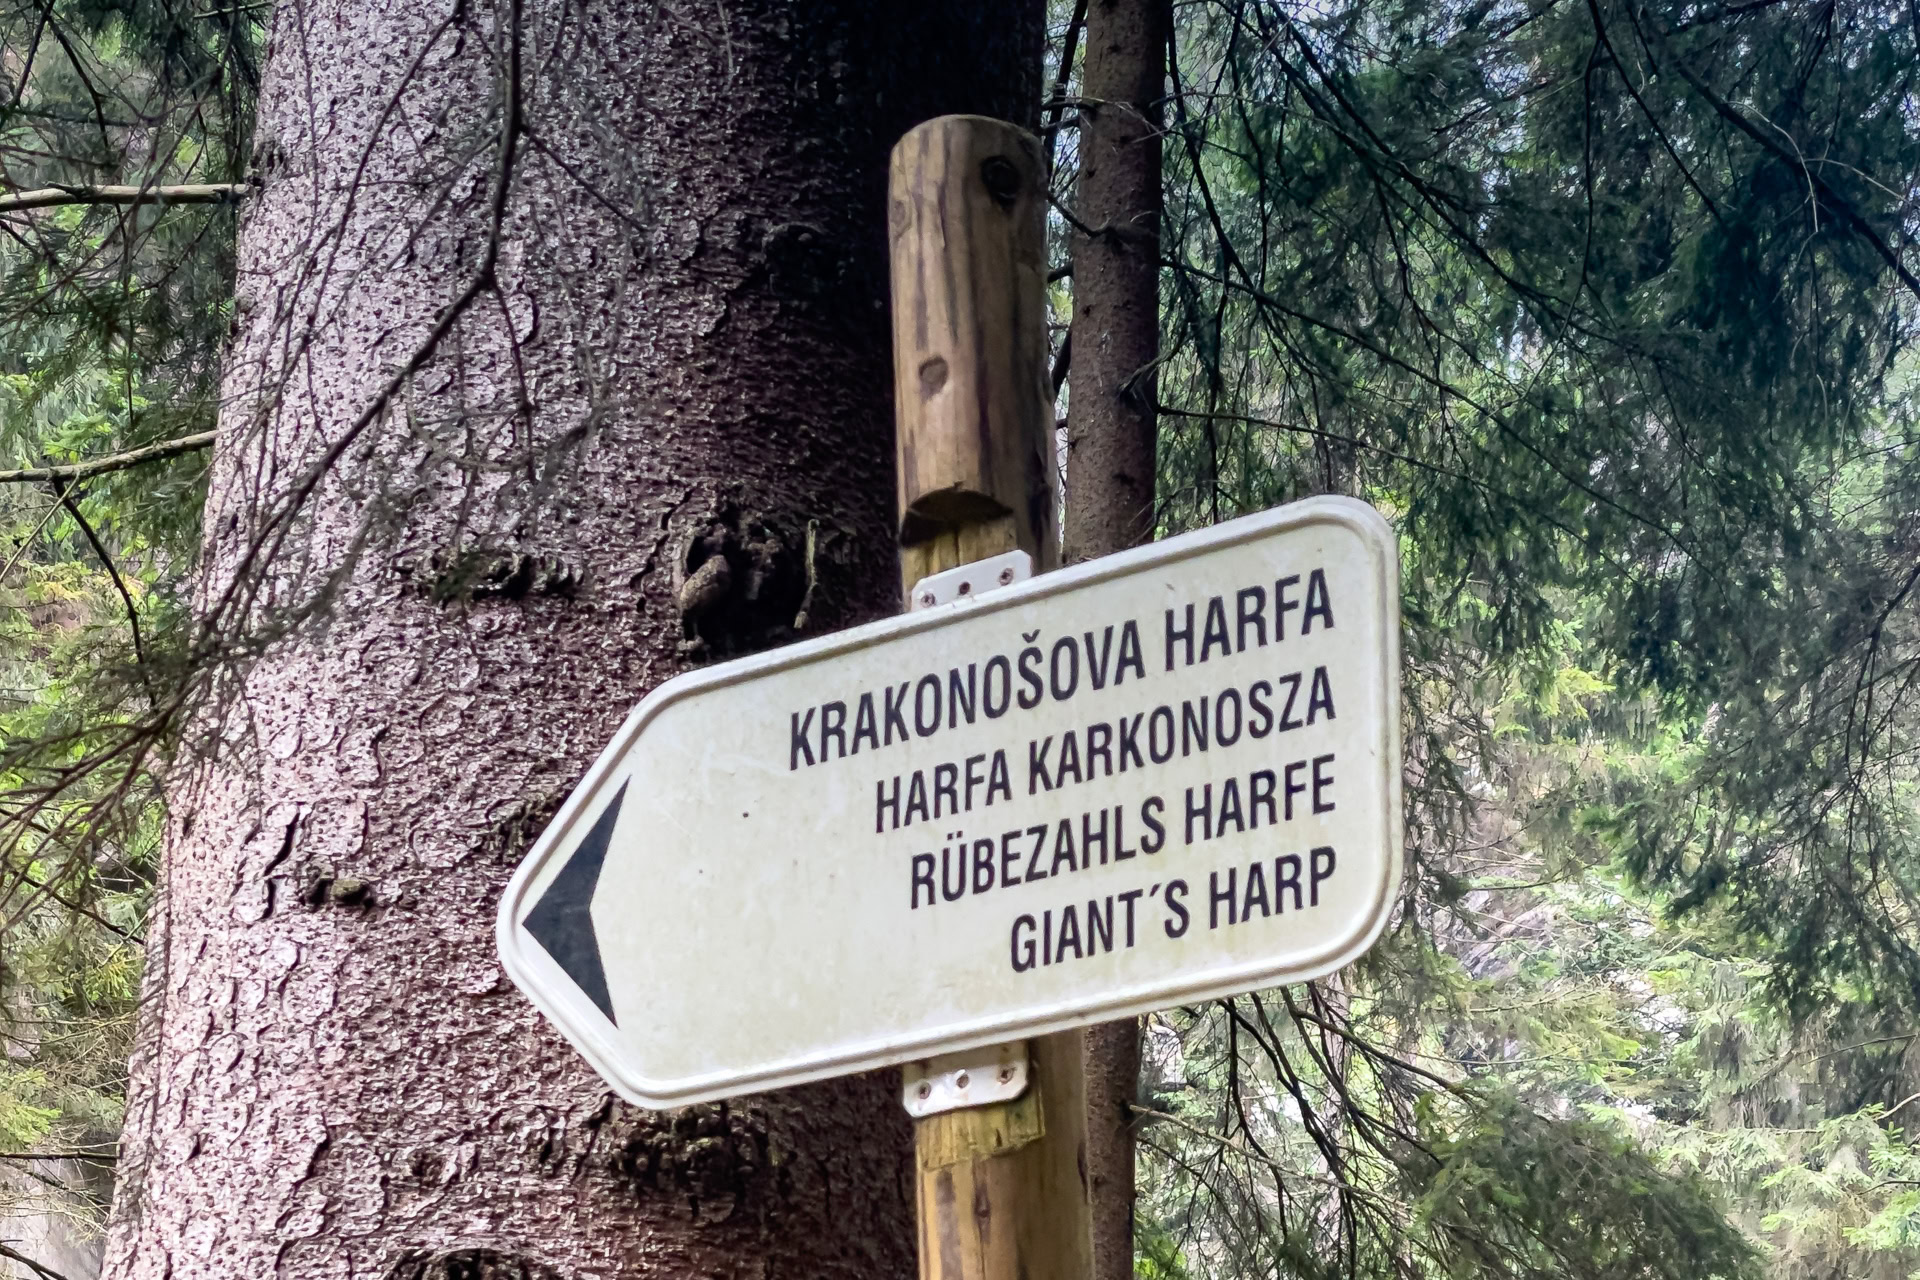 KRAKONOŠOVA HARFA
HARFA KARKONOSZA
RÜBEZAHLS HARFE
GIANT´S HARP